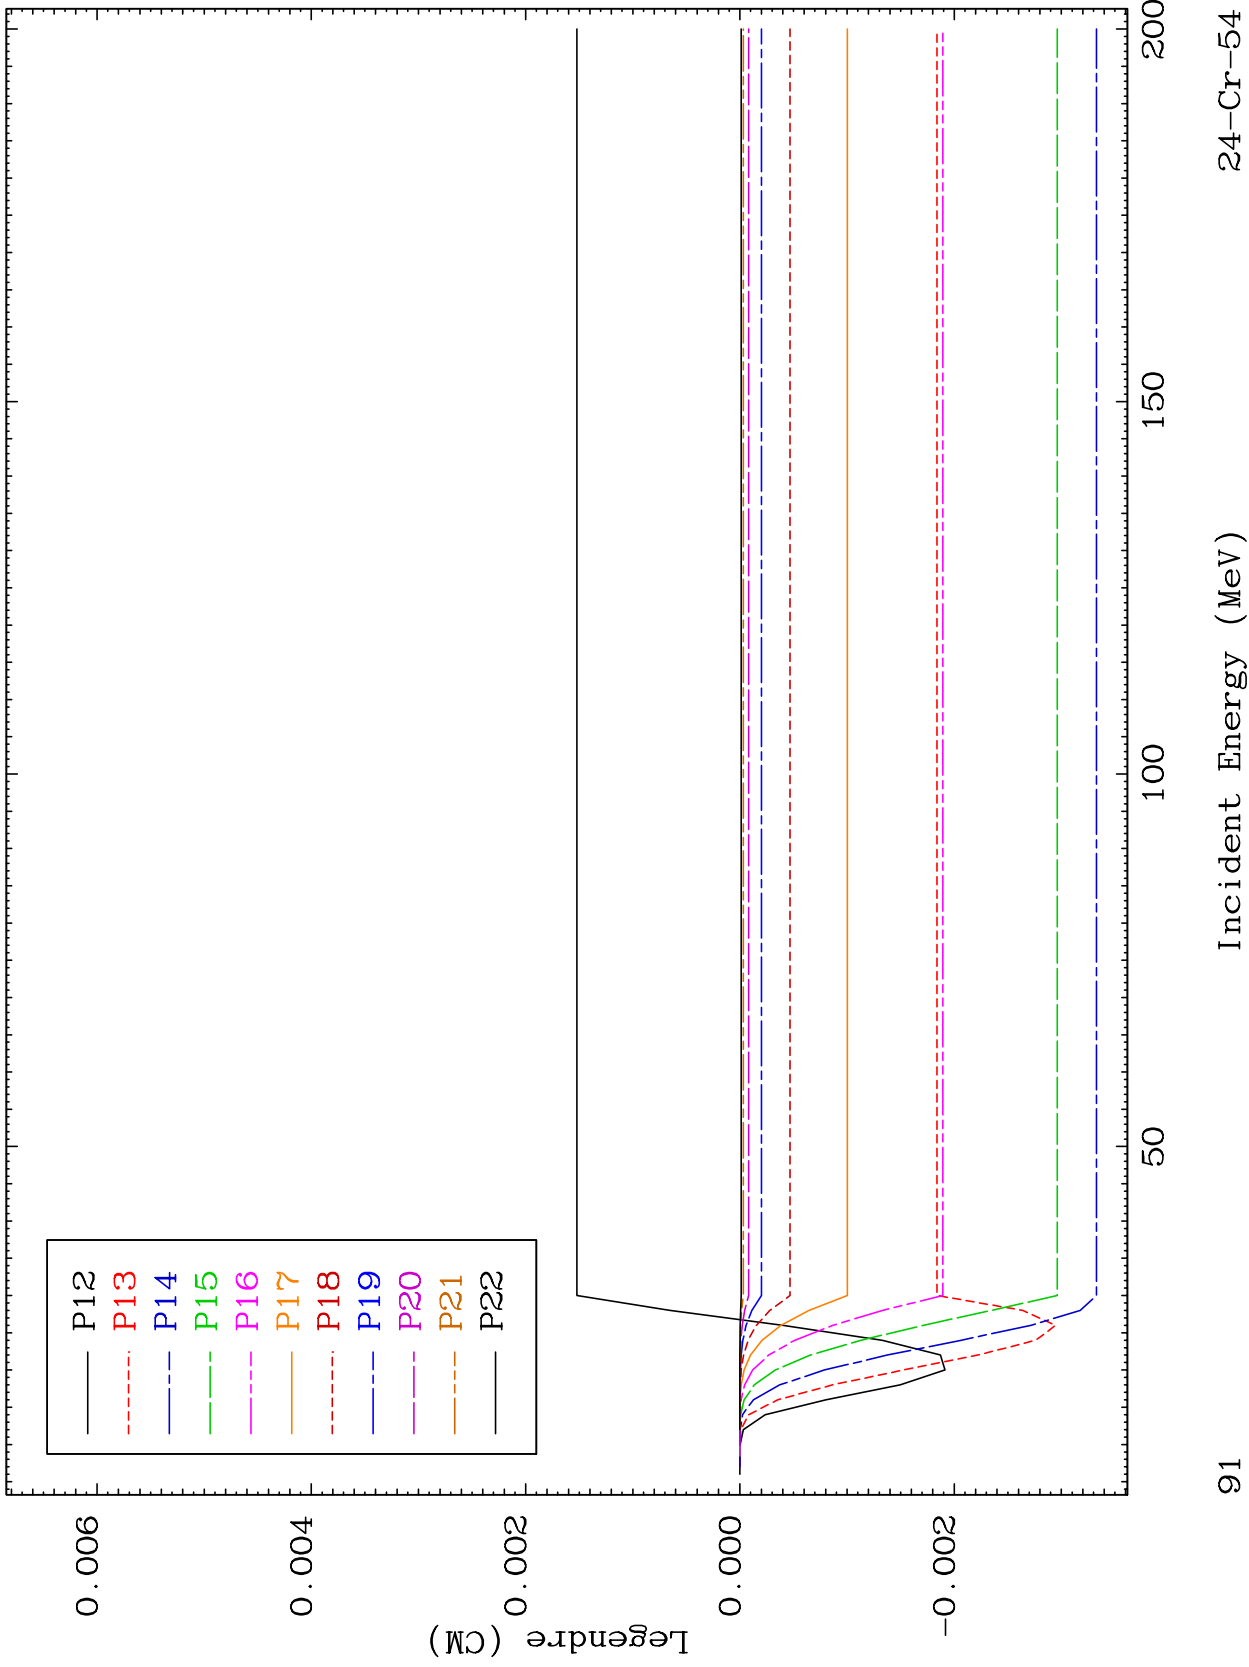 P12
P13
P14
P15
P16
P17
P18
P19
P20
P21
P22
0.006
0.004
0.002
0.000
-0.002
Legendre (CM)
50
100
150
200
Incident Energy (MeV)
91
24-Cr-54